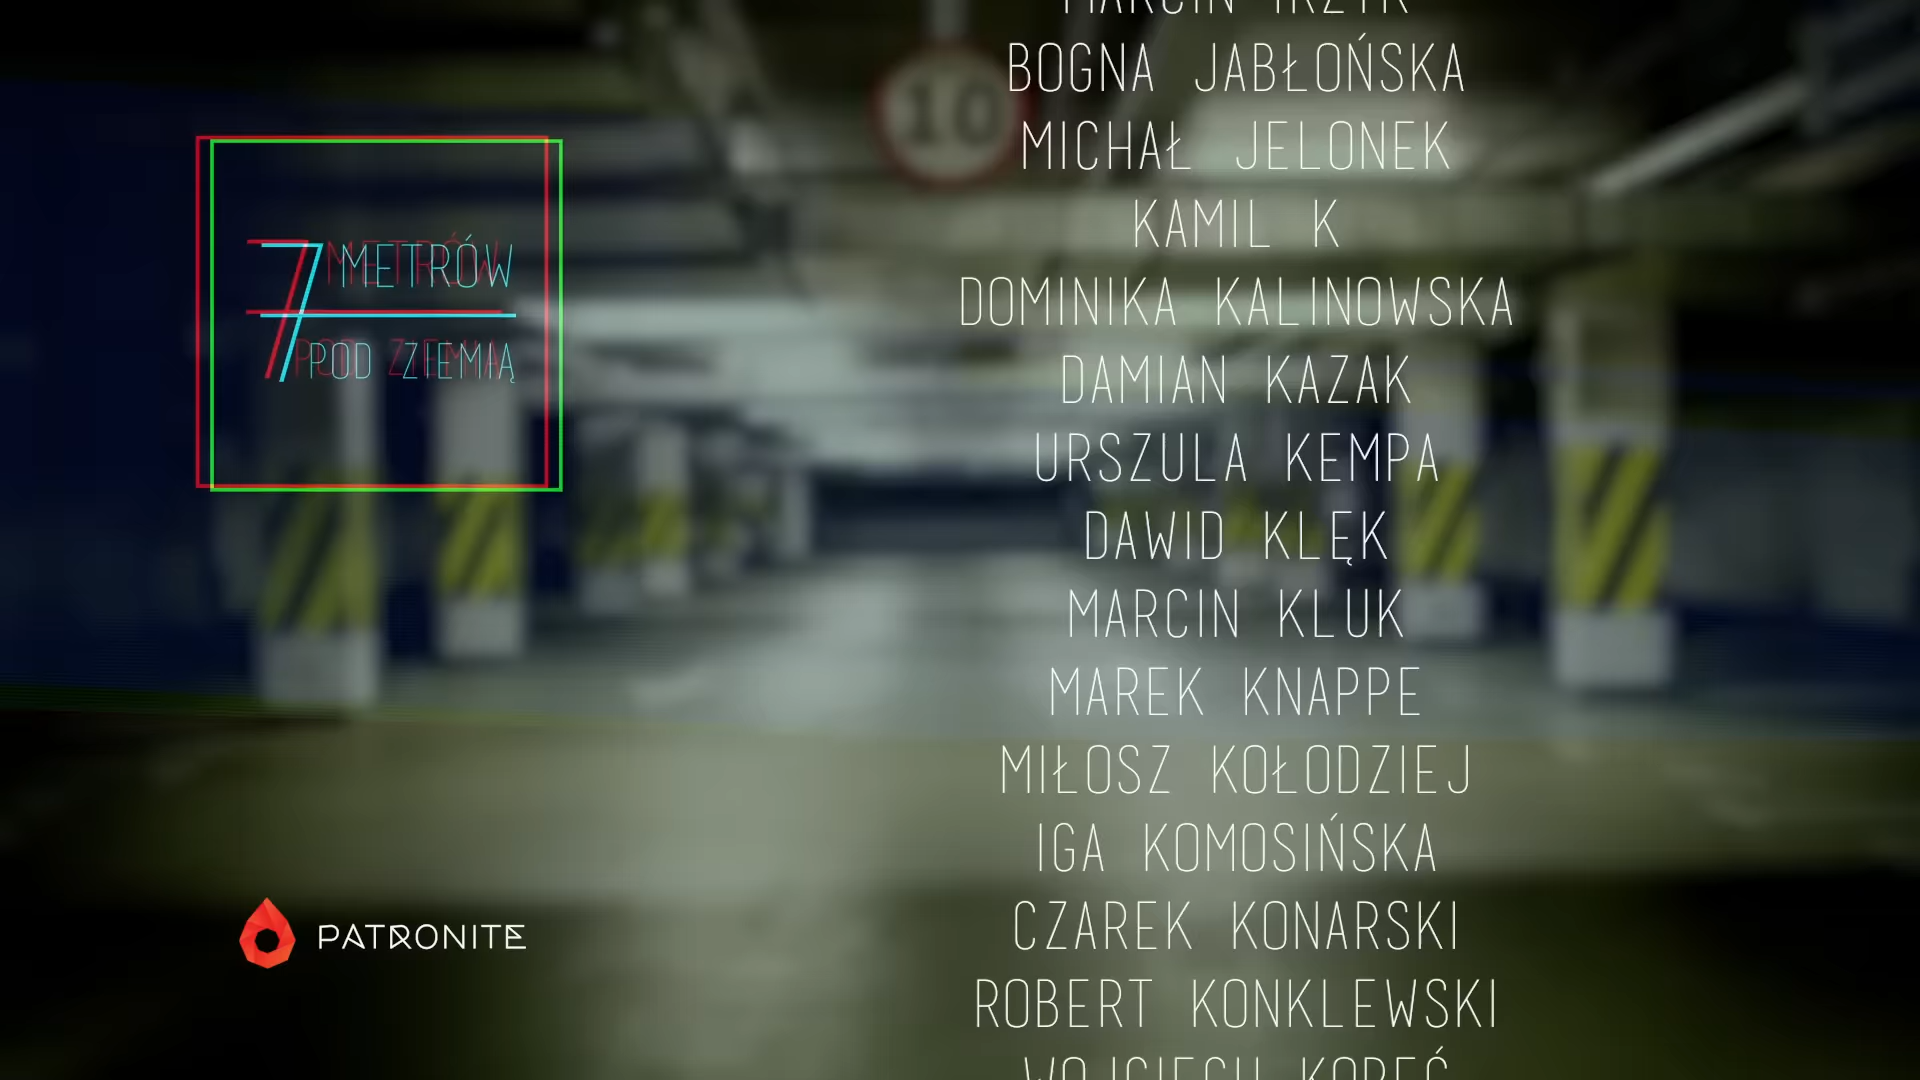 7 METRÓW
POD ZIEMIĄ
10
BOGNA JABŁOŃSKA
MICHAŁ JELONEK
KAMIL K
DOMINIKA KALINOWSKA
DAMIAN KAZAK
URSZULA KEMPA
DAWID KLĘK
MARCIN KLUK
MAREK KNAPPE
MIŁOSZ KOŁODZIEJ
IGA KOMOSIŃSKA
CZAREK KONARSKI
ROBERT KONKLEWSKI
PATRONITE